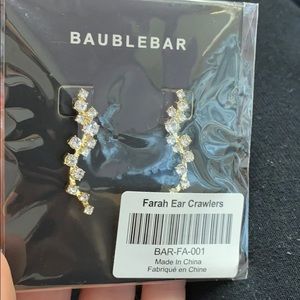 BAUBLEBAR
Farah Ear Crawlers
BAR-FA-001
Made In China
Fabriqué en Chine